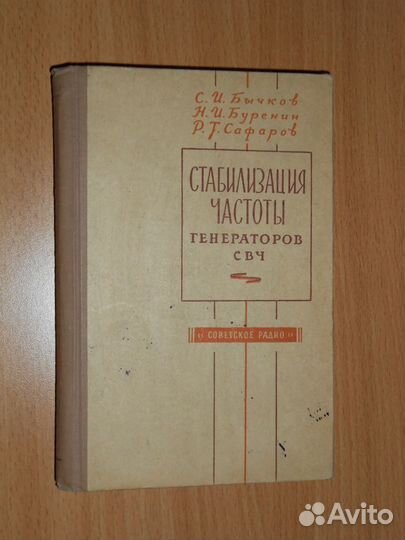 С. И. Бычков
Н. И. Буренин
Р. Т. Сафаров
СТАБИЛИЗАЦИЯ
ЧАСТОТЫ
ГЕНЕРАТОРОВ
СВЧ
«СОВЕТСКОЕ РАДИО»
Avito